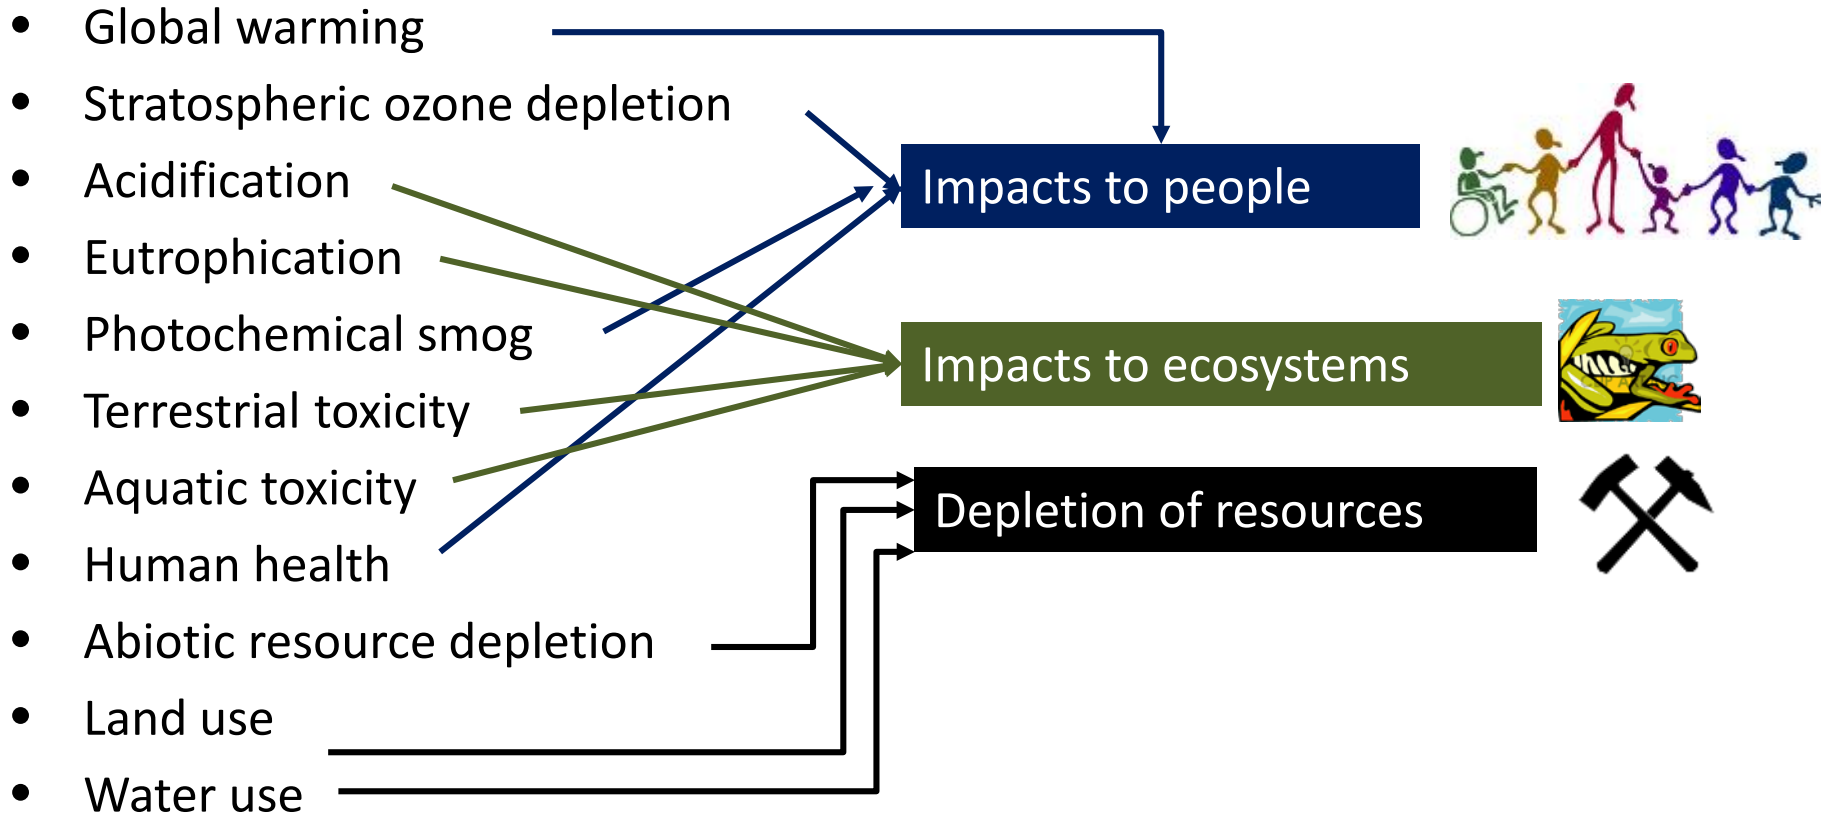 • Global warming
• Stratospheric ozone depletion
• Acidification
• Eutrophication
• Photochemical smog
• Terrestrial toxicity
• Aquatic toxicity
• Human health
• Abiotic resource depletion
• Land use
• Water use
Impacts to people
Impacts to ecosystems
Depletion of resources